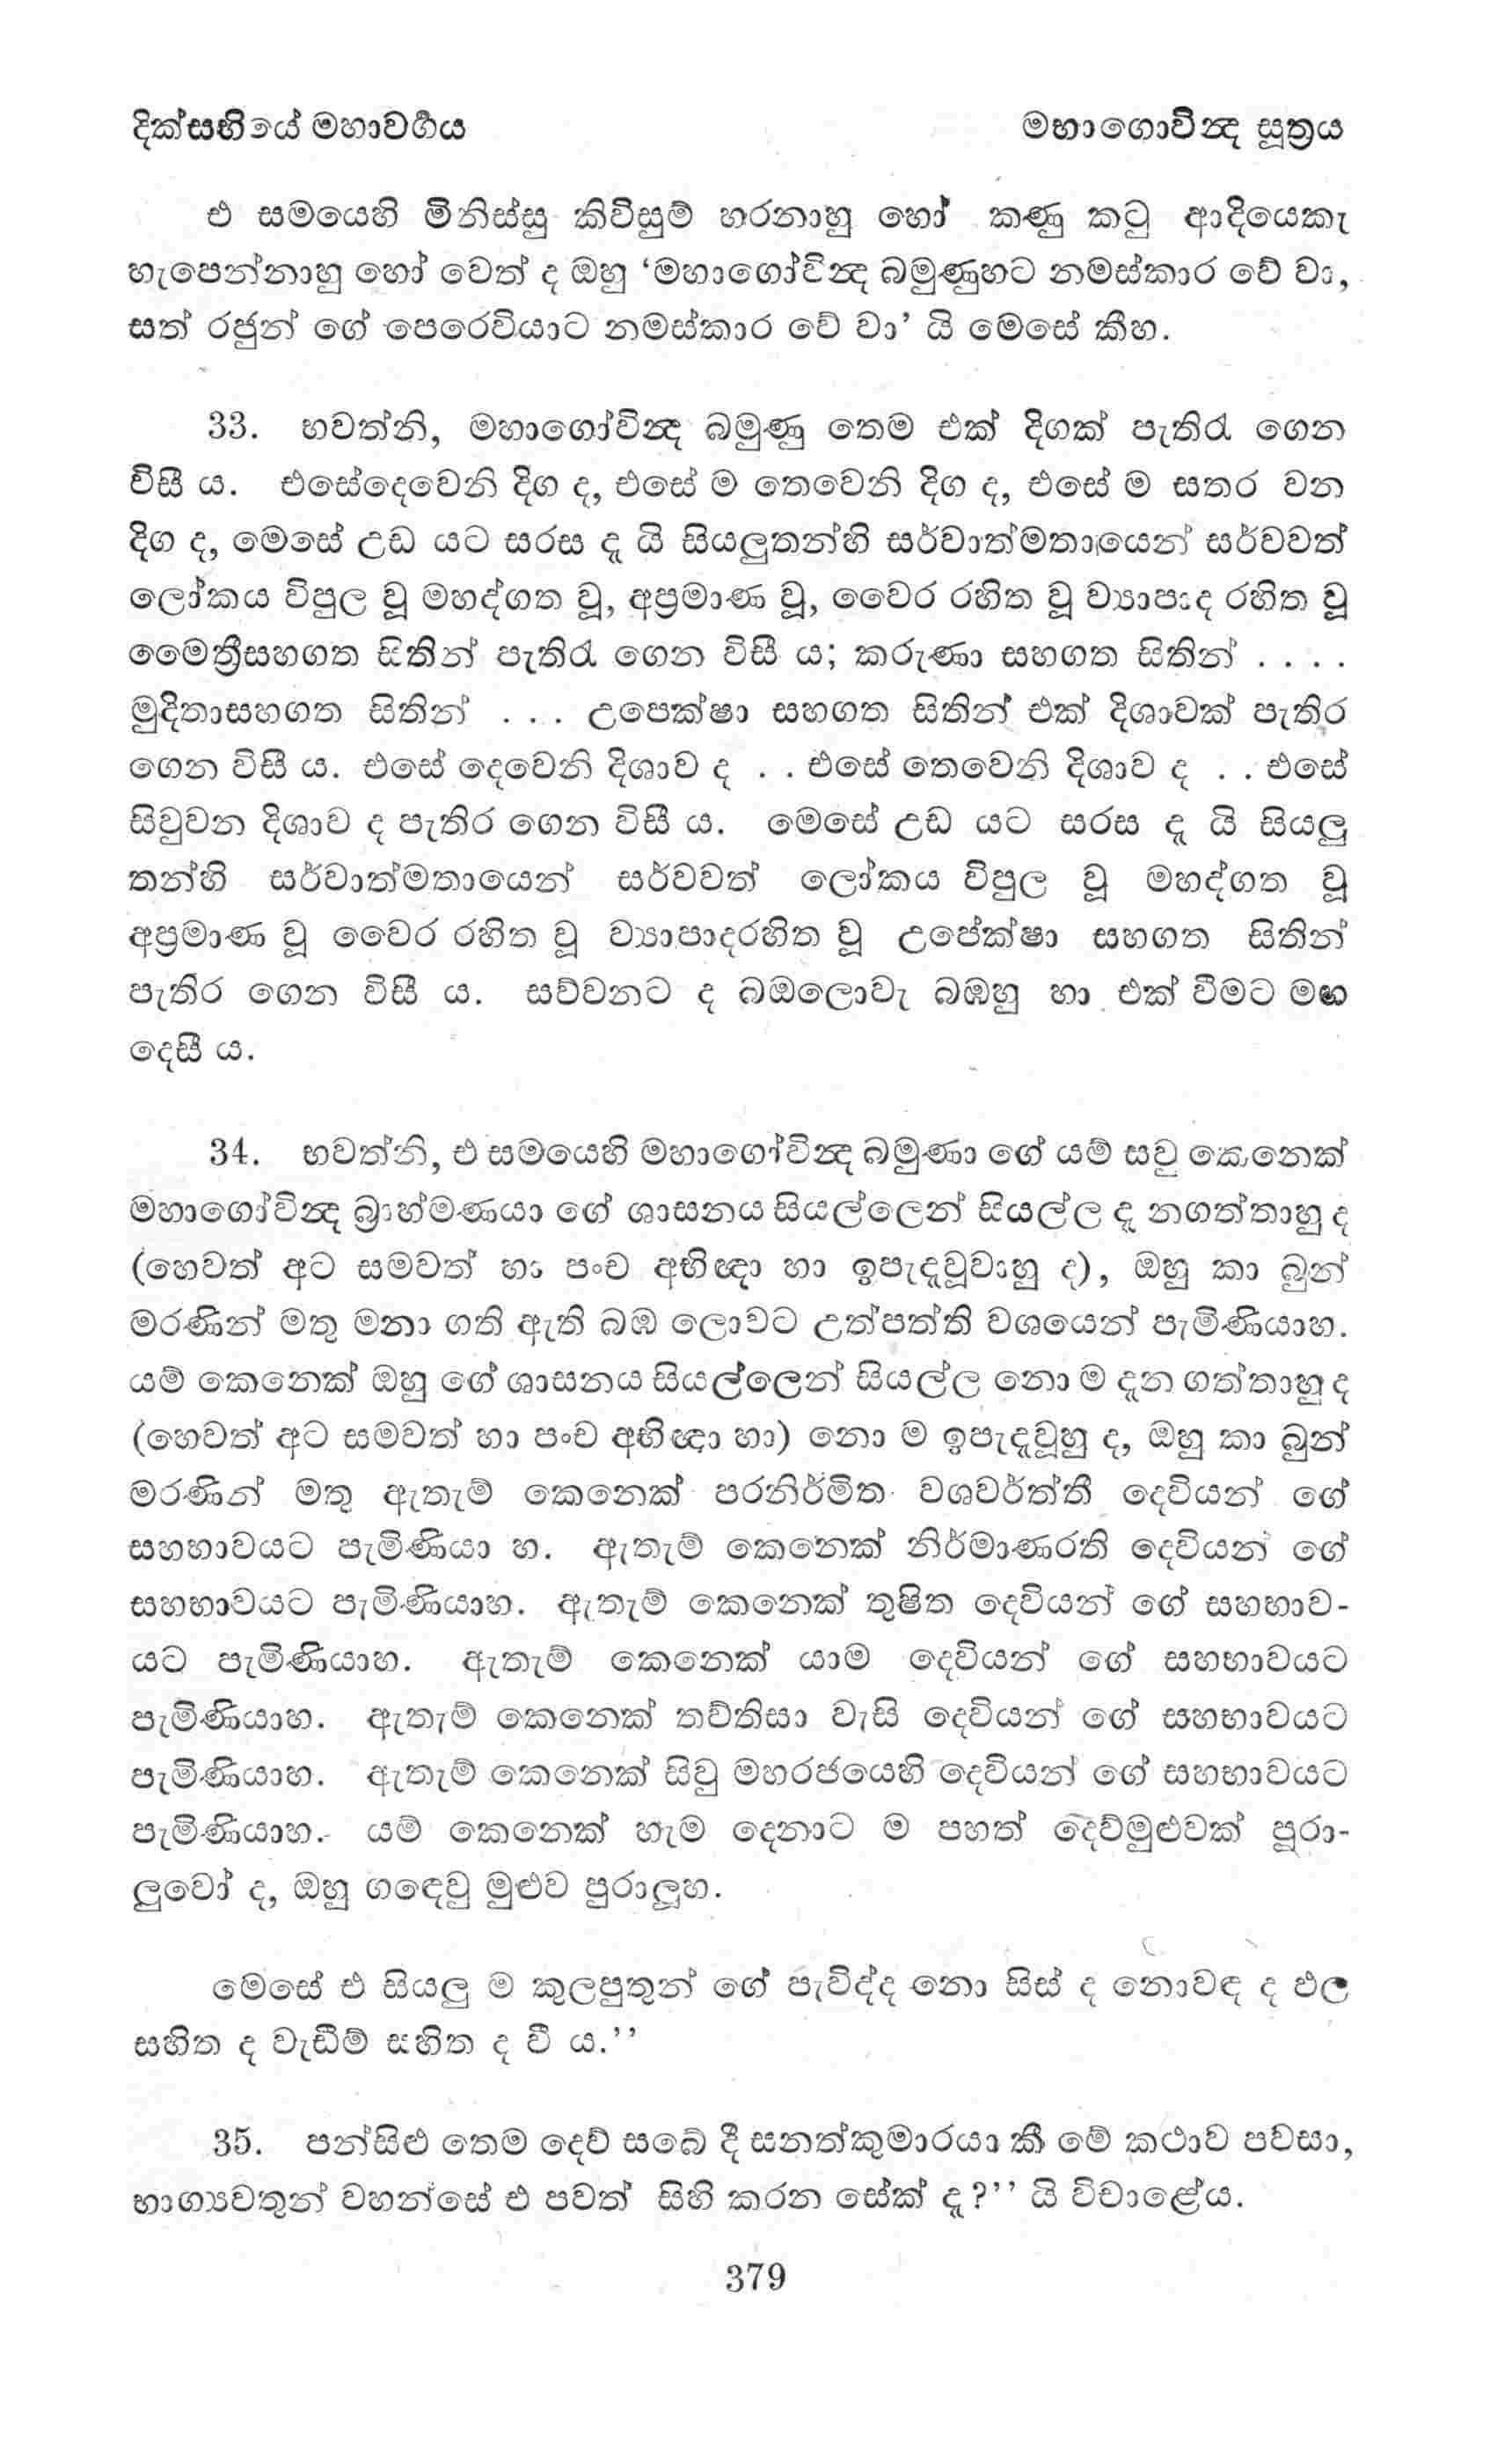 දික්සඟියේ මහාවර්‍ගය
මහාගොවින්‍ද සූත්‍රය
එ සමයෙහි මිනිස්සු කිවිසුම් හරනාහු හෝ කණු කටු ආදියෙකැ
හැපෙන්නාහු හෝ වෙත් ද ඔහු ‘මහාගෝවින්‍ද බමුණුහට නමස්කාර වේ වා,
සත් රජුන් ගේ පෙරෙවියාට නමස්කාර වේ වා’ යි මෙසේ කීහ.
33. භවත්නි, මහාගෝවින්‍ද බමුණු තෙම එක් දිගක් පැතිරැ ගෙන
විසී ය. එසේදෙවෙනි දිග ද, එසේ ම තෙවෙනි දිග ද, එසේ ම සතර වන
දිග ද, මෙසේ උඩ යට සරස ද යි සියලුතන්හි සර්වාත්මතායෙන් සර්වවත්
ලෝකය විපුල වූ මහද්ගත වූ, අප්‍රමාණ වූ, වෛර රහිත වූ ව්‍යාපාද රහිත වූ
මෛත්‍රීසහගත සිතින් පැතිරැ ගෙන විසී ය; කරුණා සහගත සිතින් . . . .
මුදිතාසහගත සිතින් . . . උපෙක්ෂා සහගත සිතින් එක් දිශාවක් පැතිර
ගෙන විසී ය. එසේ දෙවෙනි දිශාව ද . . එසේ තෙවෙනි දිශාව ද . . එසේ
සිවුවන දිශාව ද පැතිර ගෙන විසී ය. මෙසේ උඩ යට සරස ද යි සියලු
තන්හි සර්වාත්මතායෙන් සර්වවත් ලෝකය විපුල වූ මහද්ගත වූ
අප්‍රමාණ වූ වෛර රහිත වූ ව්‍යාපාදරහිත වූ උපේක්ෂා සහගත සිතින්
පැතිර ගෙන විසී ය. සව්වනට ද බඹලොවැ බඹහු හා එක් වීමට මඟ
දෙසී ය.
34. භවත්නි, එ සමයෙහි මහාගෝවින්‍ද බමුණා ගේ යම් සවු කෙනෙක්
මහාගෝවින්‍ද බ්‍රාහ්මණයා ගේ ශාසනය සියල්ලෙන් සියල්ල දැ නගත්තාහු ද
(හෙවත් අට සමවත් හා පංච අභිඥා හා ඉපැදැවූවාහු ද), ඔහු කා බුන්
මරණින් මතු මනා ගති ඇති බඹ ලොවට උත්පත්ති වශයෙන් පැමිණියාහ.
යම් කෙනෙක් ඔහු ගේ ශාසනය සියල්ලෙන් සියල්ල නො ම දැන ගත්තාහු ද
(හෙවත් අට සමවත් හා පංච අභිඥා හා) නො ම ඉපැදැවූහු ද, ඔහු කා බුන්
මරණින් මතු ඇතැම් කෙනෙක් පරනිර්මිත වශවර්ත්තී දෙවියන් ගේ
සහභාවයට පැමිණියා හ. ඇතැම් කෙනෙක් නිර්මාණරති දෙවියන් ගේ
සහභාවයට පැමිණියාහ. ඇතැම් කෙනෙක් තුෂිත දෙවියන් ගේ සහභාව-
යට පැමිණියාහ. ඇතැම් කෙනෙක් යාම දෙවියන් ගේ සහභාවයට
පැමිණියාහ. ඇතැම් කෙනෙක් තව්තිසා වැසි දෙවියන් ගේ සහභාවයට
පැමිණියාහ. ඇතැම් කෙනෙක් සිවු මහරජයෙහි දෙවියන් ගේ සහභාවයට
පැමිණියාහ. යම් කෙනෙක් හැම දෙනාට ම පහත් දෙව්මුළුවක් පූරා-
ලුවෝ ද, ඔහු ගඳෙවු මුළුව පුරාලූහ.
මෙසේ එ සියලු ම කුලපුතුන් ගේ පැවිද්ද නො සිස් ද නොවඳ ද ඵල
සහිත ද වැඩීම් සහිත ද වී ය.’’
35. පන්සිළු තෙම දෙව් සබේ දී සනත්කුමාරයා කී මේ කථාව පවසා,
භාග්‍යවතුන් වහන්සේ එ පවත් සිහි කරන සේක් ද?’’ යි විචාළේය.
379